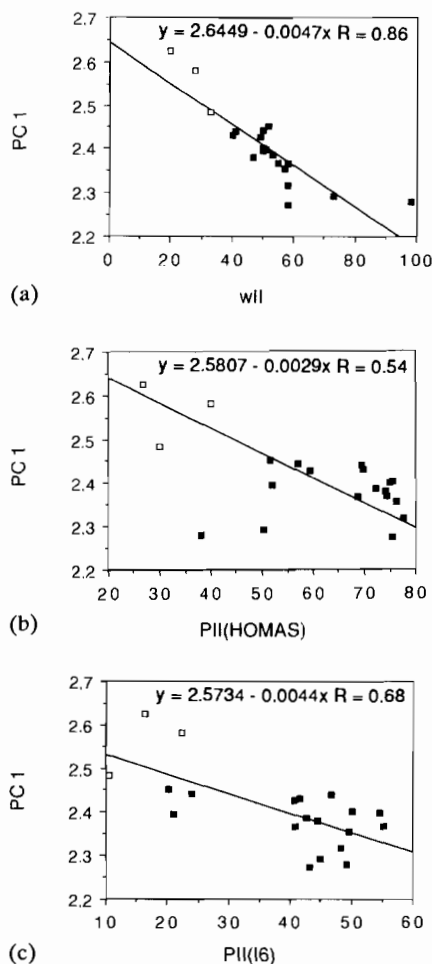 y = 2.6449 - 0.0047x R = 0.86
2.7
2.6
2.5
2.4
2.3
2.2
PC 1
0 20 40 60 80 100
wII
(a)
y = 2.5807 - 0.0029x R = 0.54
2.7
2.6
2.5
2.4
2.3
2.2
PC 1
20 30 40 50 60 70 80
PII(HOMAS)
(b)
y = 2.5734 - 0.0044x R = 0.68
2.7
2.6
2.5
2.4
2.3
2.2
PC 1
10 20 30 40 50 60
PII(I6)
(c)